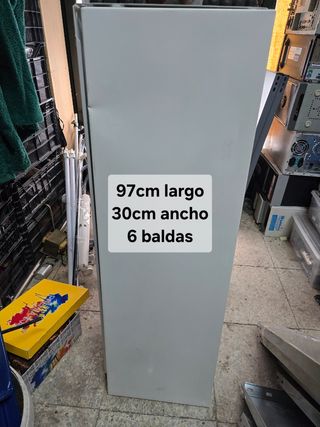 97cm largo
30cm ancho
6 baldas